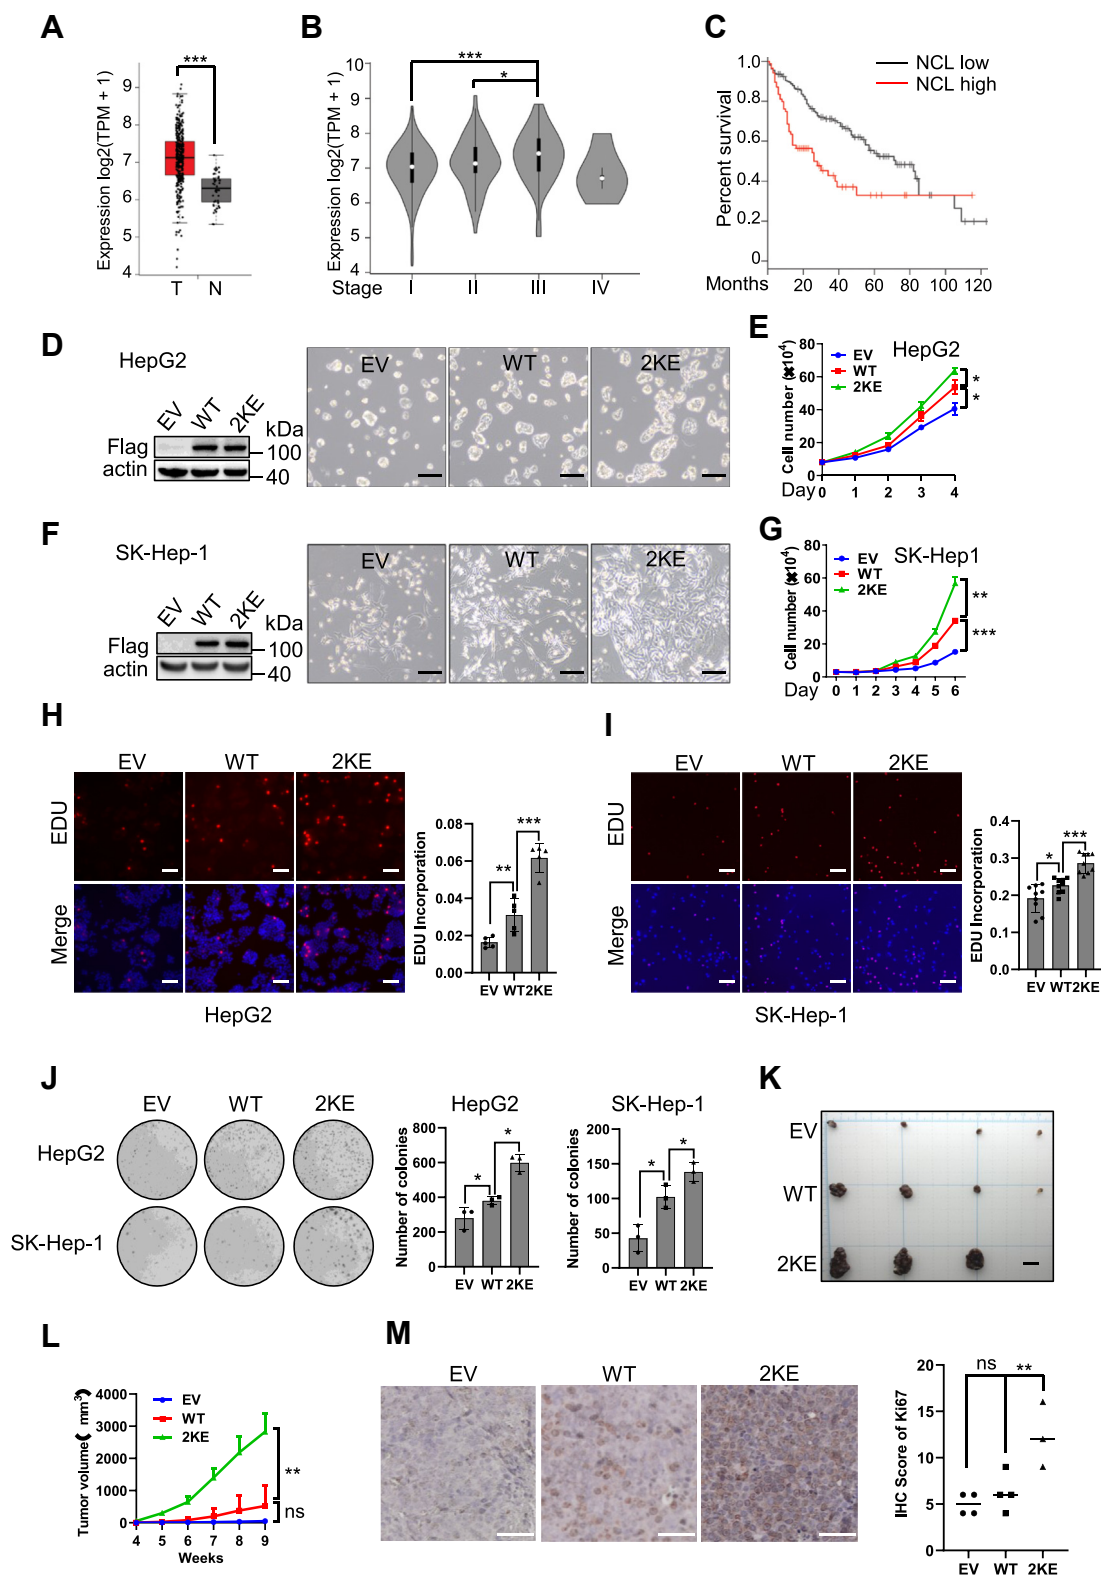 A
Expression log2(TPM + 1)
9
8
7
6
5
4
***
T N
B
Expression log2(TPM + 1)
10
9
8
7
6
5
4
***
*
Stage I II III IV
C
Percent survival
1.0
0.8
0.6
0.4
0.2
0
NCL low
NCL high
Months 20 40 60 80 100 120
D
HepG2
EV WT 2KE
kDa
Flag 100
actin 40
EV WT 2KE
E
HepG2
Cell number (×10⁴)
80
60
40
20
0
EV
WT
2KE
*
*
Day 0 1 2 3 4
F
SK-Hep-1
EV WT 2KE
kDa
Flag 100
actin 40
EV WT 2KE
G
SK-Hep1
Cell number (×10⁴)
80
60
40
20
0
EV
WT
2KE
**
***
Day 0 1 2 3 4 5 6
H
EV WT 2KE
EDU
Merge
HepG2
EDU Incorporation
0.08
0.06
0.04
0.02
0.00
**
***
EV WT 2KE
I
EV WT 2KE
EDU
Merge
SK-Hep-1
EDU Incorporation
0.4
0.3
0.2
0.1
0.0
*
***
EV WT 2KE
J
EV WT 2KE
HepG2
SK-Hep-1
HepG2
Number of colonies
800
600
400
200
0
*
*
EV WT 2KE
SK-Hep-1
Number of colonies
200
150
100
50
0
*
*
EV WT 2KE
K
EV
WT
2KE
L
Tumor volume( mm³)
4000
3000
2000
1000
0
EV
WT
2KE
**
ns
4 5 6 7 8 9
Weeks
M
EV WT 2KE
IHC Score of Ki67
20
15
10
5
0
ns
**
EV WT 2KE